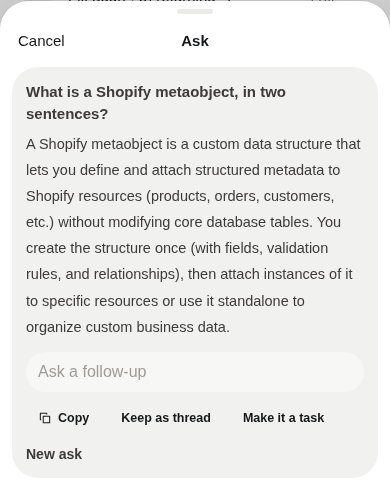 Cancel
Ask
What is a Shopify metaobject, in two
sentences?
A Shopify metaobject is a custom data structure that
lets you define and attach structured metadata to
Shopify resources (products, orders, customers,
etc.) without modifying core database tables. You
create the structure once (with fields, validation
rules, and relationships), then attach instances of it
to specific resources or use it standalone to
organize custom business data.
Ask a follow-up
Copy
Keep as thread
Make it a task
New ask